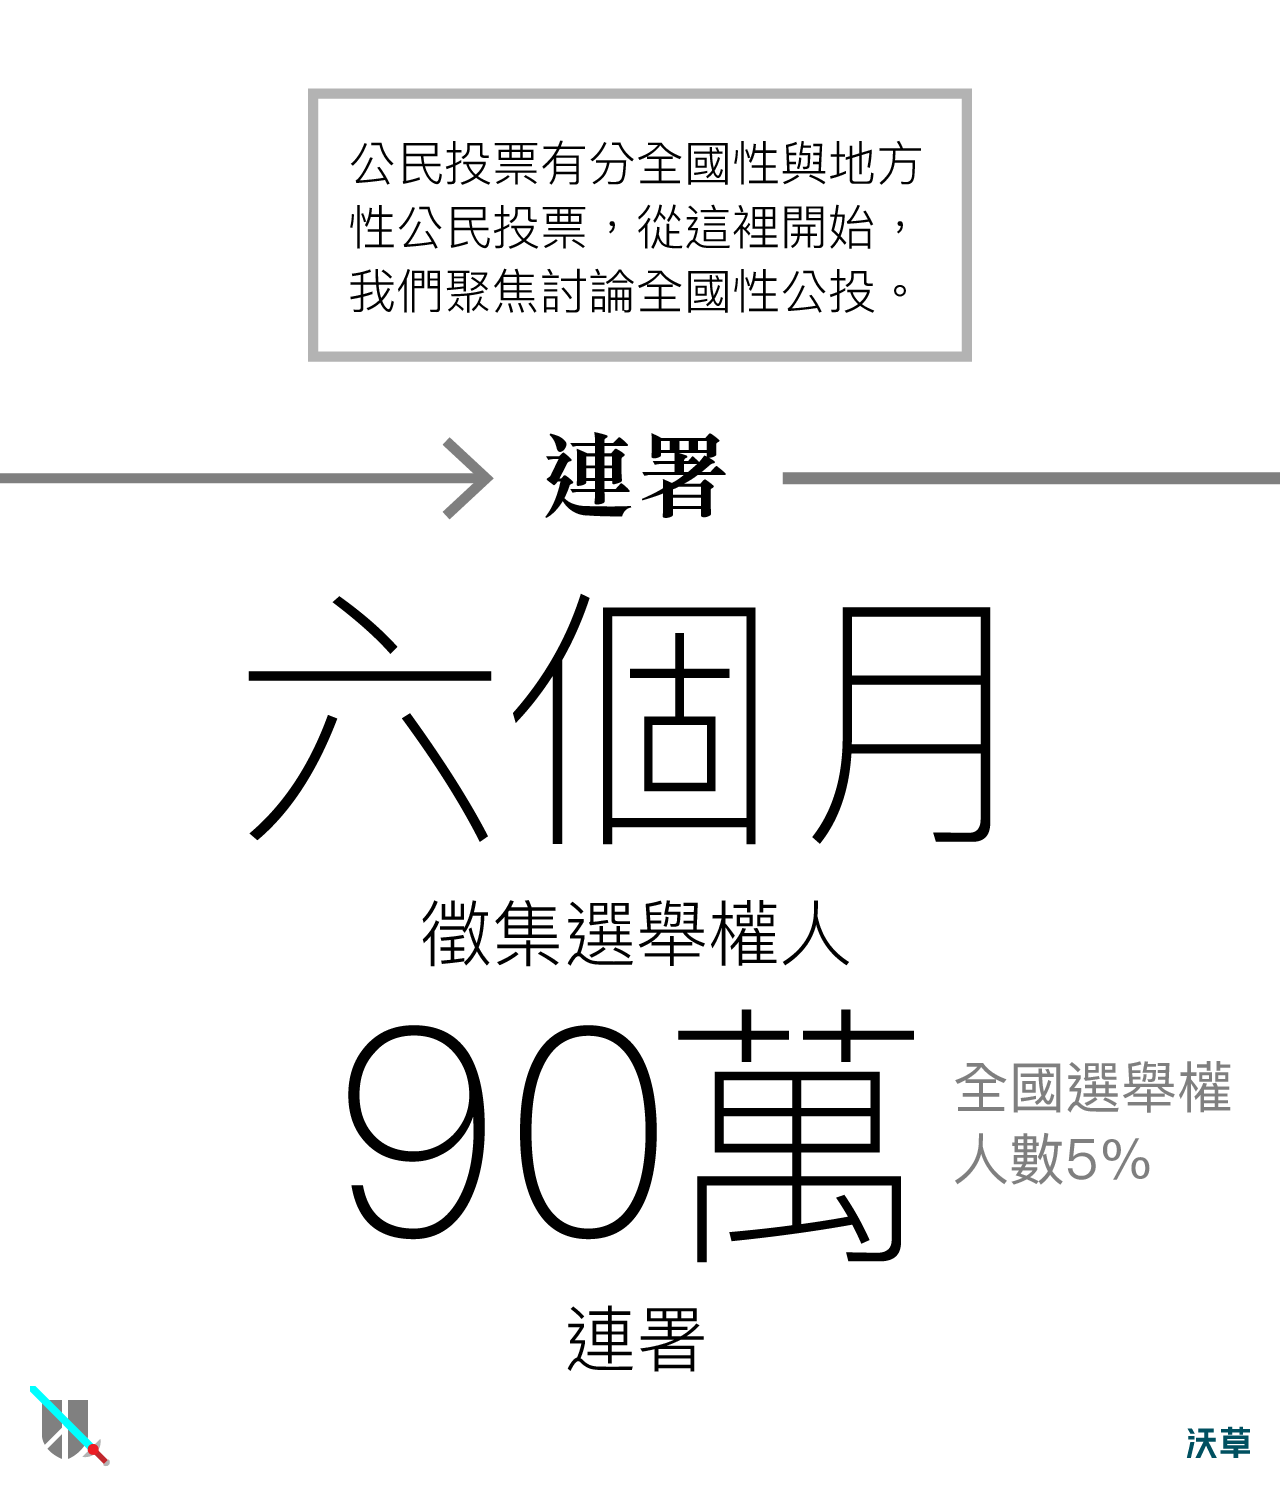 公民投票有分全國性與地方
性公民投票，從這裡開始，
我們聚焦討論全國性公投。
連署
六個月
徵集選舉權人
90萬
全國選舉權
人數5%
連署
沃草